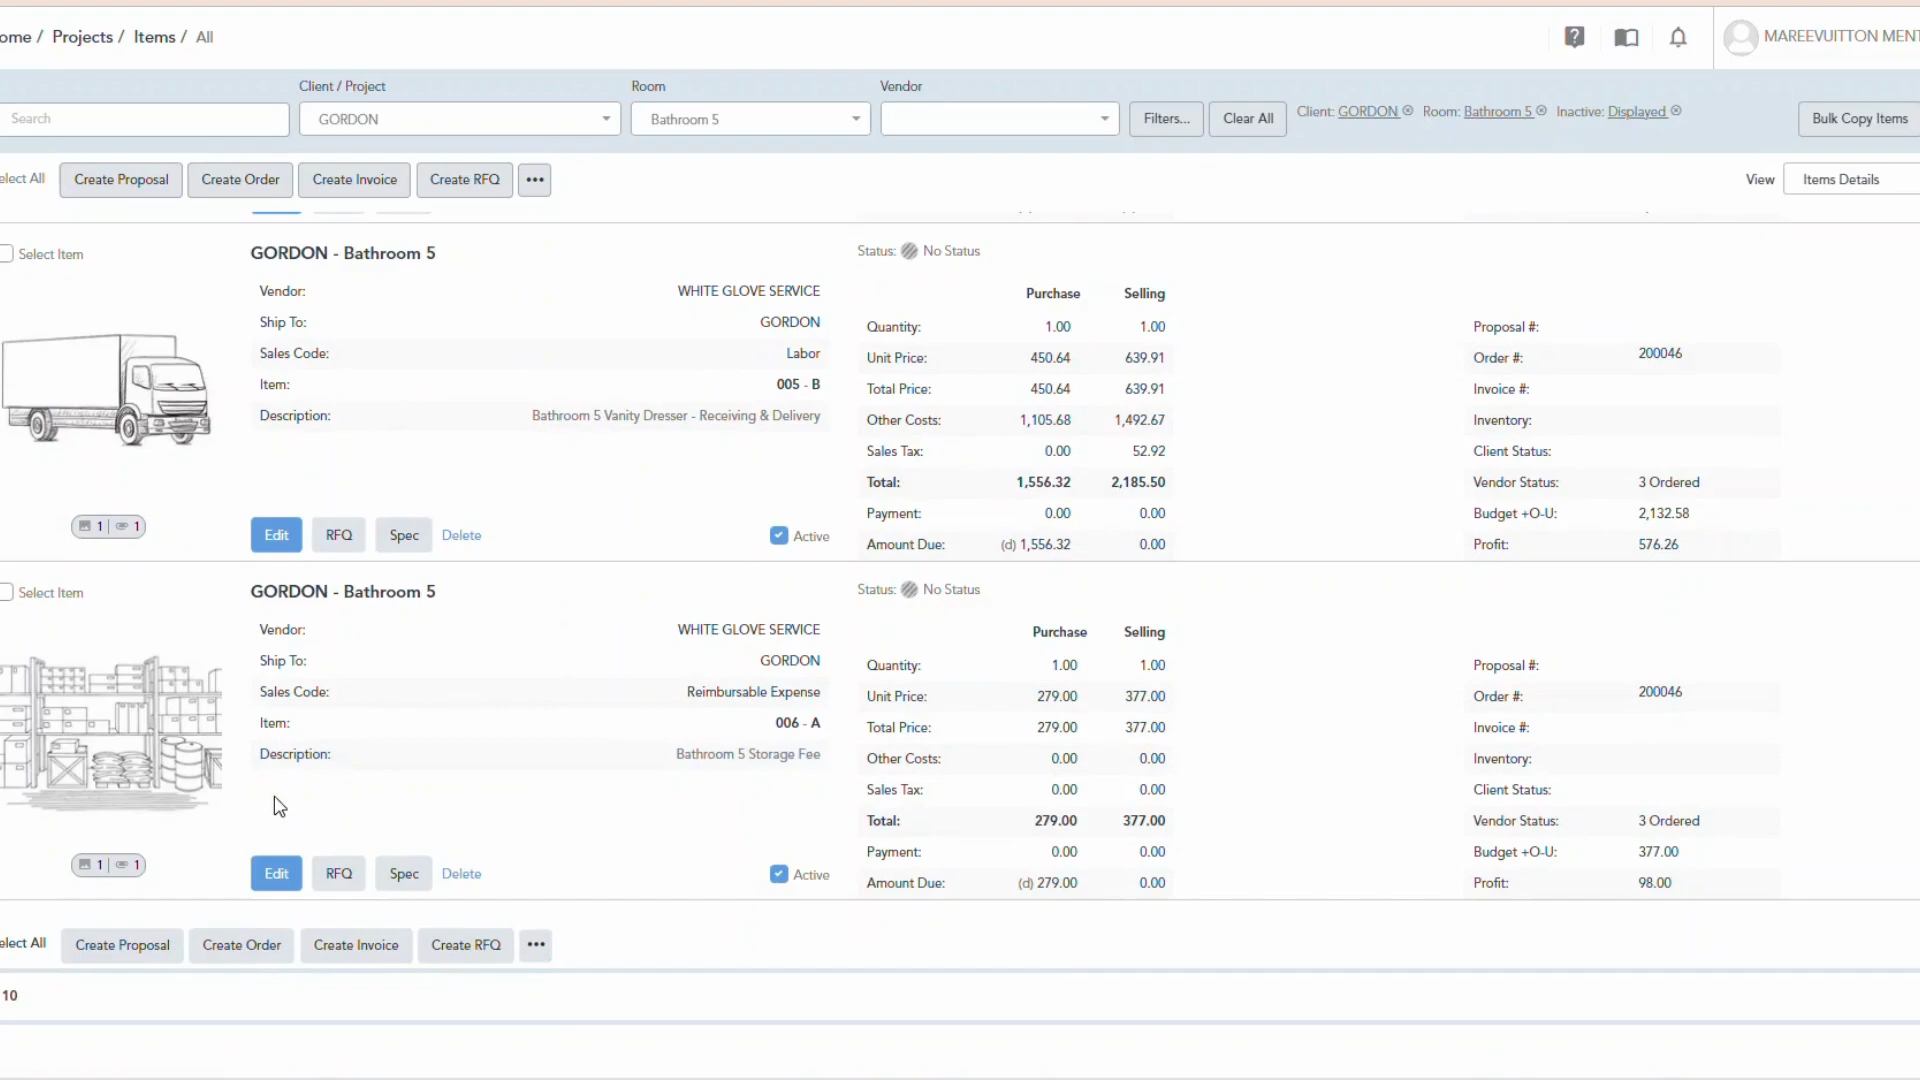 ome / Projects / Items / All
MAREEVUITTON MENT
Client / Project
Room
Vendor
Search
GORDON
Bathroom 5
Filters...
Clear All
Client: GORDON Room: Bathroom 5 Inactive: Displayed
Bulk Copy Items
elect All
Create Proposal
Create Order
Create Invoice
Create RFQ
•••
View
Items Details
Select Item
GORDON - Bathroom 5
Status: No Status
Vendor: WHITE GLOVE SERVICE
Ship To: GORDON
Sales Code: Labor
Item: 005 - B
Description: Bathroom 5 Vanity Dresser - Receiving & Delivery
Purchase Selling
Quantity: 1.00 1.00
Unit Price: 450.64 639.91
Total Price: 450.64 639.91
Other Costs: 1,105.68 1,492.67
Sales Tax: 0.00 52.92
Total: 1,556.32 2,185.50
Payment: 0.00 0.00
Amount Due: (d) 1,556.32 0.00
Proposal #:
Order #: 200046
Invoice #:
Inventory:
Client Status:
Vendor Status: 3 Ordered
Budget +O-U: 2,132.58
Profit: 576.26
1 | 1
Edit
RFQ
Spec
Delete
Active
Select Item
GORDON - Bathroom 5
Status: No Status
Vendor: WHITE GLOVE SERVICE
Ship To: GORDON
Sales Code: Reimbursable Expense
Item: 006 - A
Description: Bathroom 5 Storage Fee
Purchase Selling
Quantity: 1.00 1.00
Unit Price: 279.00 377.00
Total Price: 279.00 377.00
Other Costs: 0.00 0.00
Sales Tax: 0.00 0.00
Total: 279.00 377.00
Payment: 0.00 0.00
Amount Due: (d) 279.00 0.00
Proposal #:
Order #: 200046
Invoice #:
Inventory:
Client Status:
Vendor Status: 3 Ordered
Budget +O-U: 377.00
Profit: 98.00
1 | 1
Edit
RFQ
Spec
Delete
Active
elect All
Create Proposal
Create Order
Create Invoice
Create RFQ
•••
10